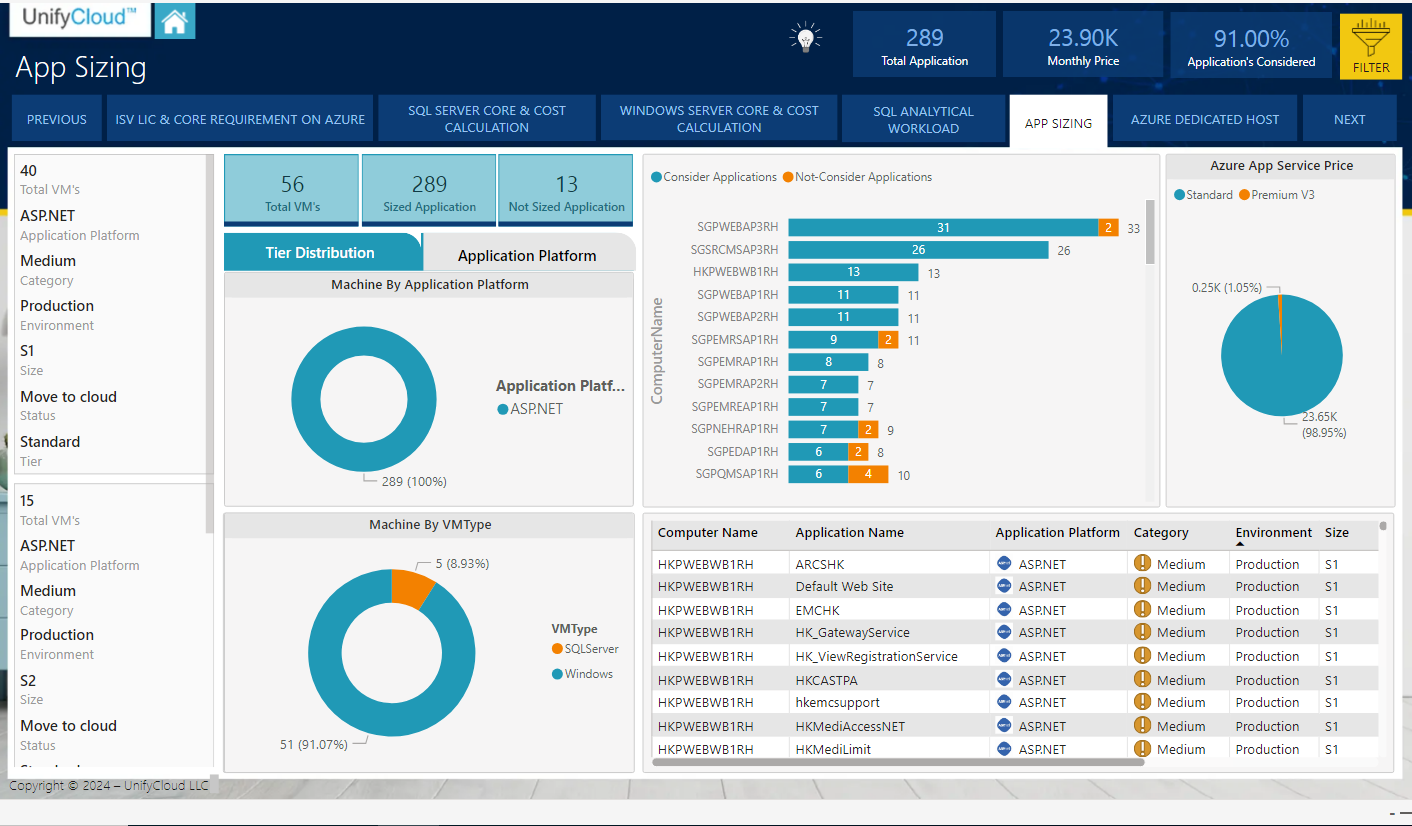 UnifyCloud™
App Sizing
289
Total Application
23.90K
Monthly Price
91.00%
Application's Considered
FILTER
PREVIOUS
ISV LIC & CORE REQUIREMENT ON AZURE
SQL SERVER CORE & COST
CALCULATION
WINDOWS SERVER CORE & COST
CALCULATION
SQL ANALYTICAL
WORKLOAD
APP SIZING
AZURE DEDICATED HOST
NEXT
40
Total VM's
ASP.NET
Application Platform
Medium
Category
Production
Environment
S1
Size
Move to cloud
Status
Standard
Tier
15
Total VM's
ASP.NET
Application Platform
Medium
Category
Production
Environment
S2
Size
Move to cloud
Status
56
Total VM's
289
Sized Application
13
Not Sized Application
Tier Distribution
Application Platform
Machine By Application Platform
Application Platf...
ASP.NET
289 (100%)
Machine By VMType
5 (8.93%)
VMType
SQLServer
Windows
51 (91.07%)
Consider Applications Not-Consider Applications
ComputerName
SGPWEBAP3RH 31 2 33
SGSRCMSAP3RH 26 26
HKPWEBWB1RH 13 13
SGPWEBAP1RH 11 11
SGPWEBAP2RH 11 11
SGPEMRSAP1RH 9 2 11
SGPEMRAP1RH 8 8
SGPEMRAP2RH 7 7
SGPEMREAP1RH 7 7
SGPNEHRAP1RH 7 2 9
SGPEDAP1RH 6 2 8
SGPQMSAP1RH 6 4 10
Azure App Service Price
Standard Premium V3
0.25K (1.05%)
23.65K
(98.95%)
Computer Name Application Name Application Platform Category Environment Size
HKPWEBWB1RH ARCSHK ASP.NET Medium Production S1
HKPWEBWB1RH Default Web Site ASP.NET Medium Production S1
HKPWEBWB1RH EMCHK ASP.NET Medium Production S1
HKPWEBWB1RH HK_GatewayService ASP.NET Medium Production S1
HKPWEBWB1RH HK_ViewRegistrationService ASP.NET Medium Production S1
HKPWEBWB1RH HKCASTPA ASP.NET Medium Production S1
HKPWEBWB1RH hkemcsupport ASP.NET Medium Production S1
HKPWEBWB1RH HKMediAccessNET ASP.NET Medium Production S1
HKPWEBWB1RH HKMediLimit ASP.NET Medium Production S1
Copyright © 2024 – UnifyCloud LLC